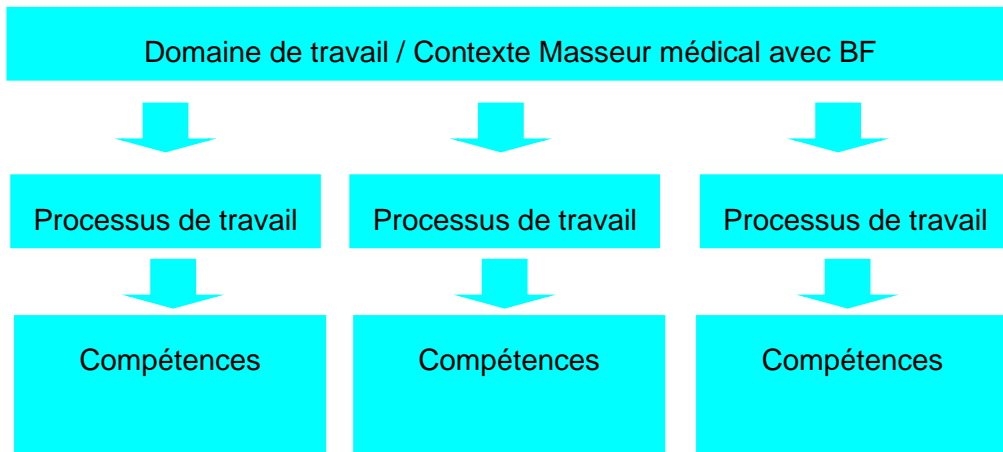 Domaine de travail / Contexte Masseur médical avec BF
Processus de travail
Processus de travail
Processus de travail
Compétences
Compétences
Compétences